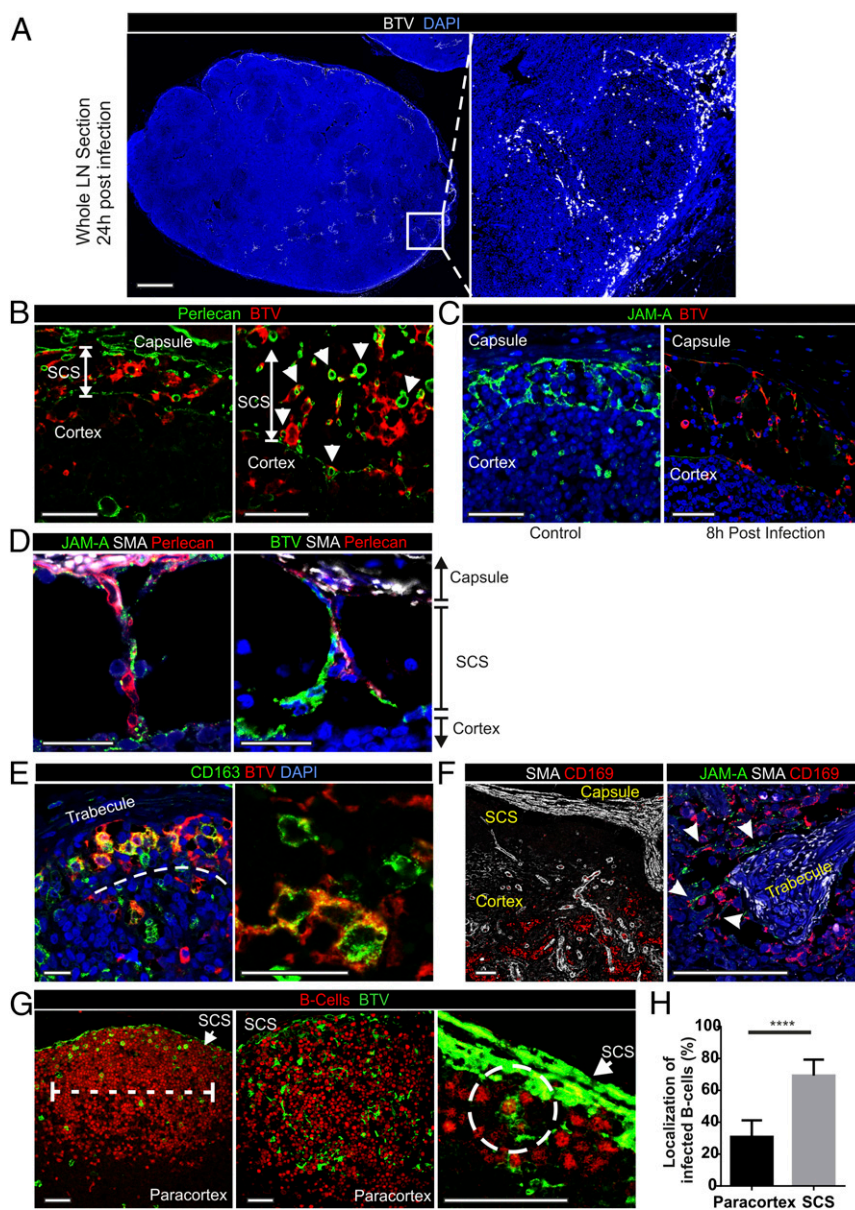 A
BTV DAPI
Whole LN Section
24h post infection
B
Perlecan BTV
Capsule
SCS
Cortex
SCS
Cortex
C
JAM-A BTV
Capsule
Cortex
Control
Capsule
Cortex
8h Post Infection
D
JAM-A SMA Perlecan
BTV SMA Perlecan
Capsule
SCS
Cortex
E
CD163 BTV DAPI
Trabecule
F
SMA CD169
Capsule
SCS
Cortex
JAM-A SMA CD169
Trabecule
G
B-Cells BTV
SCS
Paracortex
SCS
Paracortex
SCS
H
Localization of
infected B-cells (%)
100
80
60
40
20
0
****
Paracortex SCS